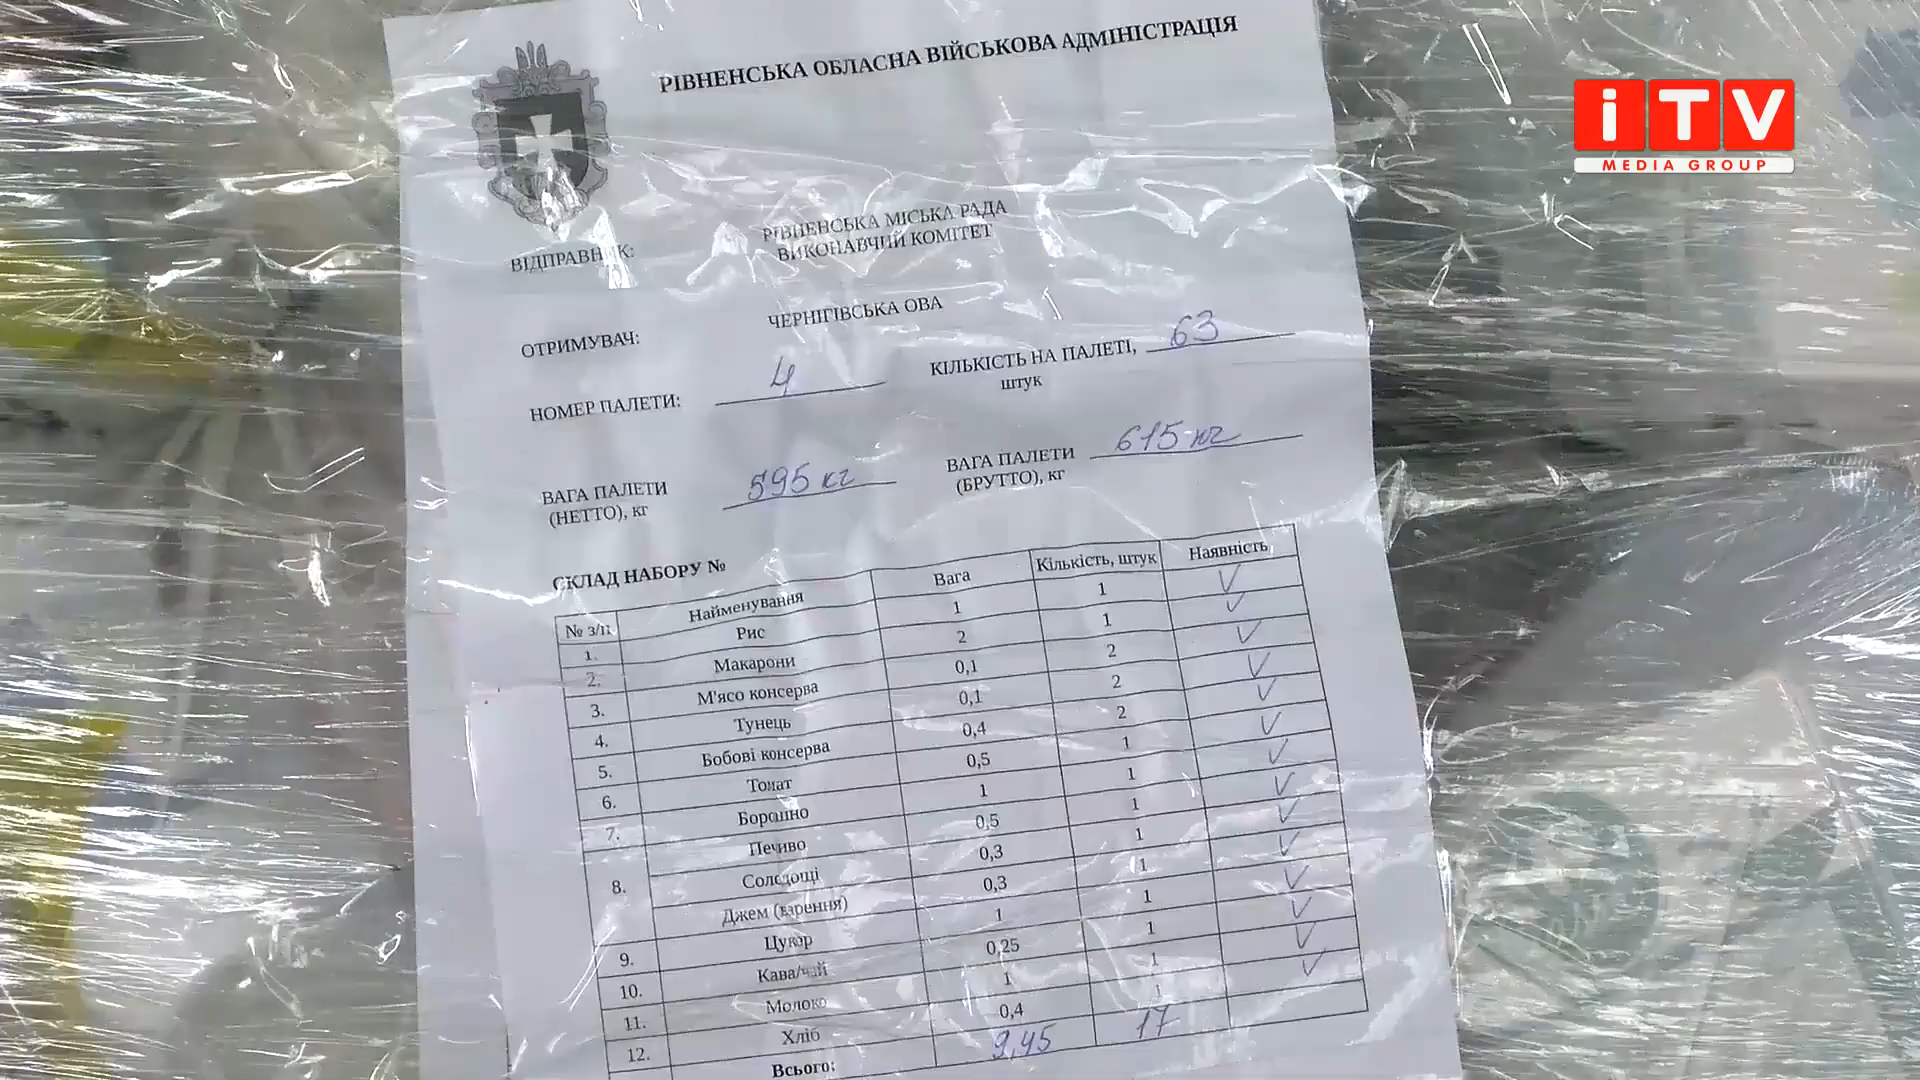 РІВНЕНСЬКА ОБЛАСНА ВІЙСЬКОВА АДМІНІСТРАЦІЯ
iTV
MEDIA GROUP
ВІДПРАВНИК: РІВНЕНСЬКА МІСЬКА РАДА
ВИКОНАВЧИЙ КОМІТЕТ
ОТРИМУВАЧ: ЧЕРНІГІВСЬКА ОВА
НОМЕР ПАЛЕТИ: 4 КІЛЬКІСТЬ НА ПАЛЕТІ, 63
штук
ВАГА ПАЛЕТИ 595 кг ВАГА ПАЛЕТИ 615 кг
(НЕТТО), кг (БРУТТО), кг
СКЛАД НАБОРУ №
№ з/п Найменування Вага Кількість, штук Наявність
1. Рис 1 1 ✓
2. Макарони 2 1 ✓
3. М'ясо консерва 0,1 2 ✓
4. Тунець 0,1 2 ✓
5. Бобові консерва 0,4 2 ✓
6. Томат 0,5 1 ✓
7. Борошно 1 1 ✓
8. Печиво 0,5 1 ✓
Солодощі 0,3 1 ✓
Джем (варення) 0,3 1 ✓
9. Цукор 1 1 ✓
10. Кава/чай 0,25 1 ✓
11. Молоко 1 1 ✓
12. Хліб 0,4 1 ✓
Всього: 9,45 17